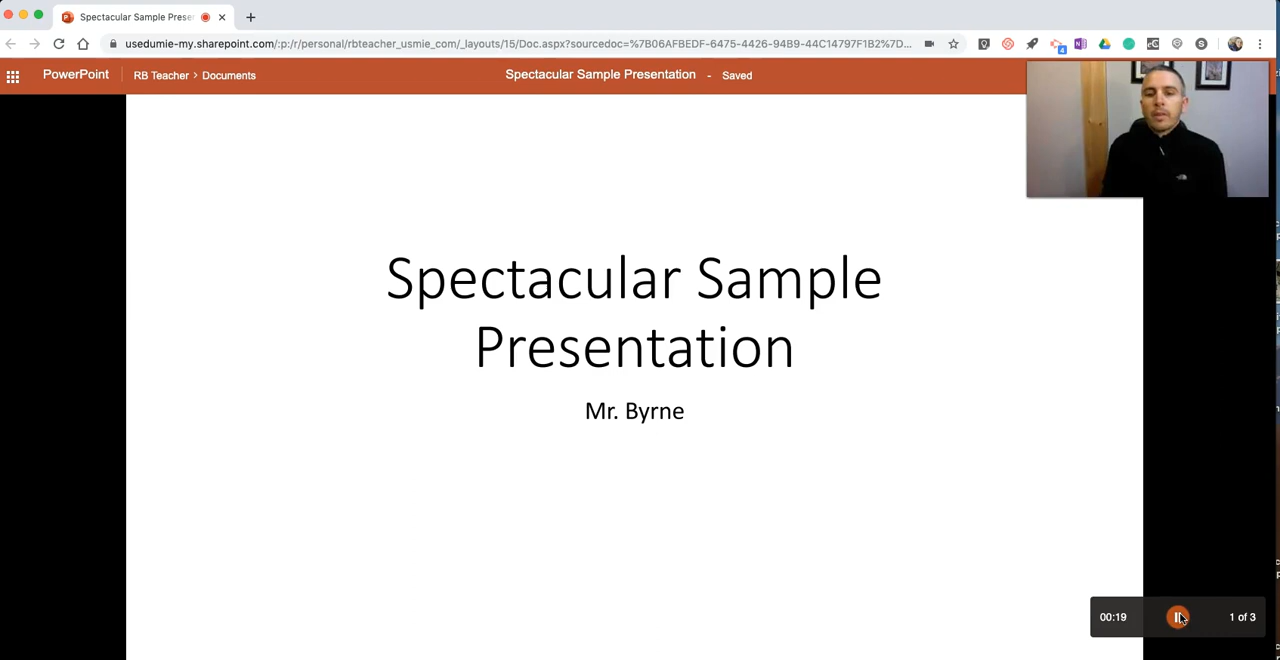 Spectacular Sample Prese
usedumie-my.sharepoint.com/:p:/r/personal/rbteacher_usmie_com/_layouts/15/Doc.aspx?sourcedoc=%7B06AFBEDF-6475-4426-94B9-44C14797F1B2%7D...
4
PowerPoint RB Teacher > Documents Spectacular Sample Presentation - Saved
Spectacular Sample
Presentation
Mr. Byrne
00:19 1 of 3